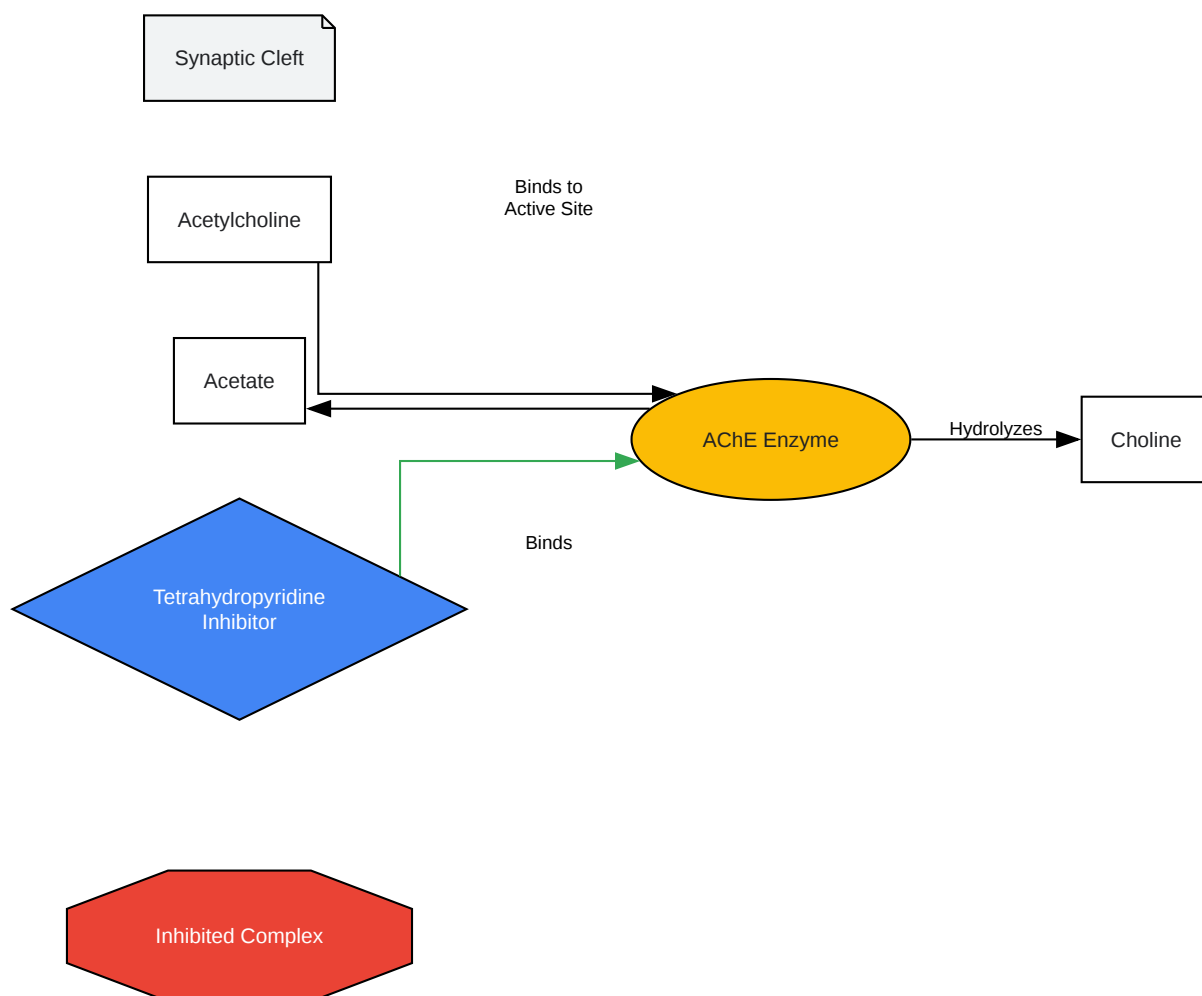 Synaptic Cleft
Binds to
Active Site
Acetylcholine
Acetate
Hydrolyzes
AChE Enzyme
Choline
Binds
Tetrahydropyridine
Inhibitor
Inhibited Complex